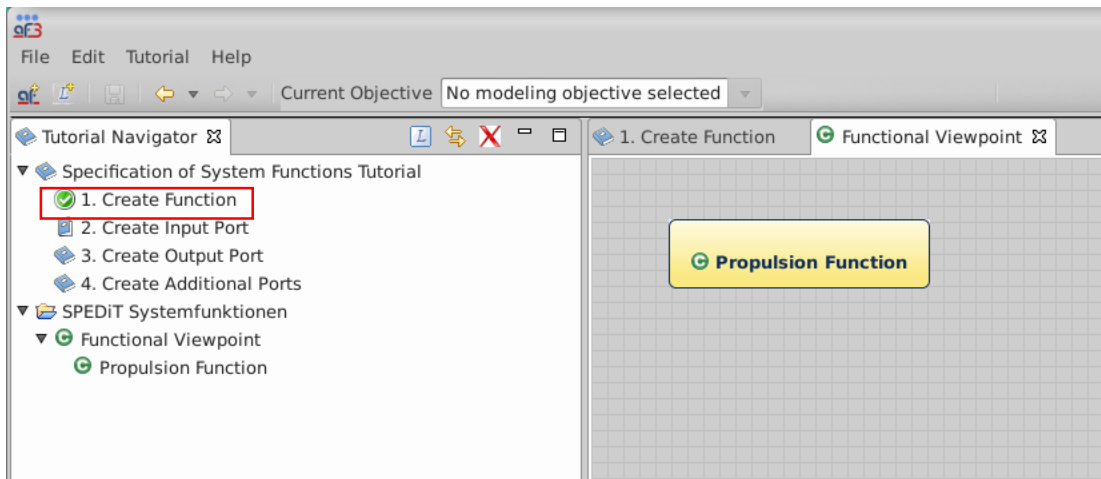 af3
File Edit Tutorial Help
af L Current Objective No modeling objective selected
Tutorial Navigator L
Specification of System Functions Tutorial
1. Create Function
2. Create Input Port
3. Create Output Port
4. Create Additional Ports
SPEDiT Systemfunktionen
C Functional Viewpoint
C Propulsion Function
1. Create Function C Functional Viewpoint
C Propulsion Function